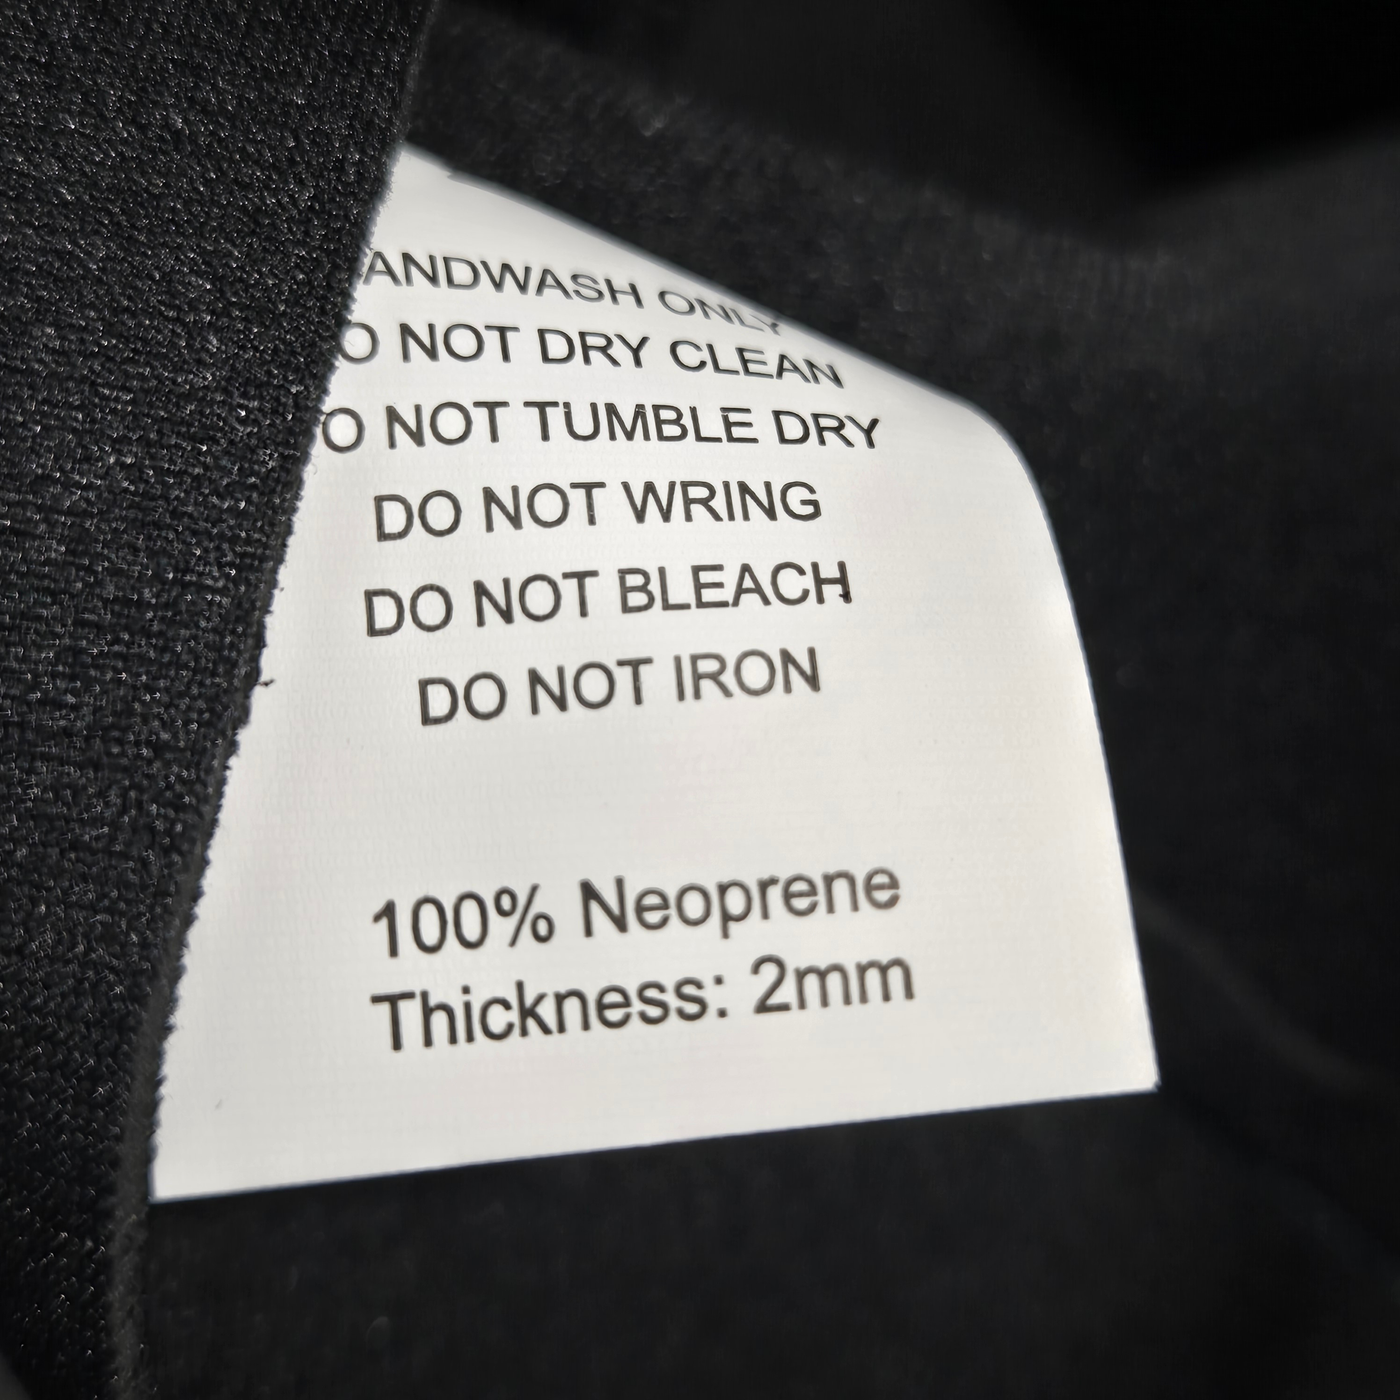 ANDWASH ONLY
O NOT DRY CLEAN
O NOT TUMBLE DRY
DO NOT WRING
DO NOT BLEACH
DO NOT IRON
100% Neoprene
Thickness: 2mm